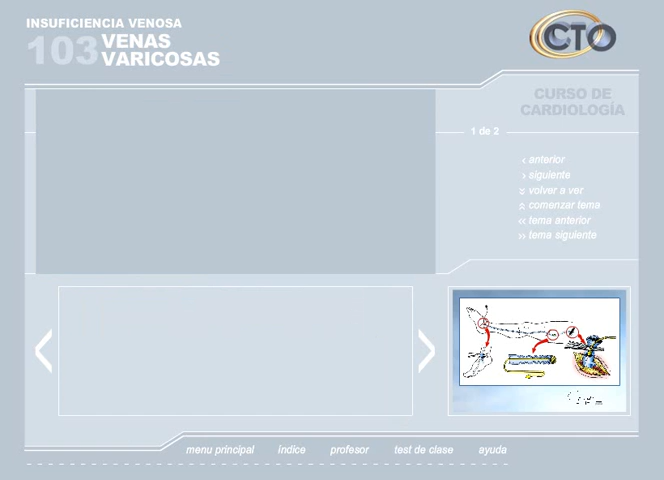 INSUFICIENCIA VENOSA
103 VENAS
VARICOSAS
CTO
CURSO DE
CARDIOLOGÍA
1 de 2
‹ anterior
› siguiente
volver a ver
comenzar tema
« tema anterior
» tema siguiente
menu principal índice profesor test de clase ayuda